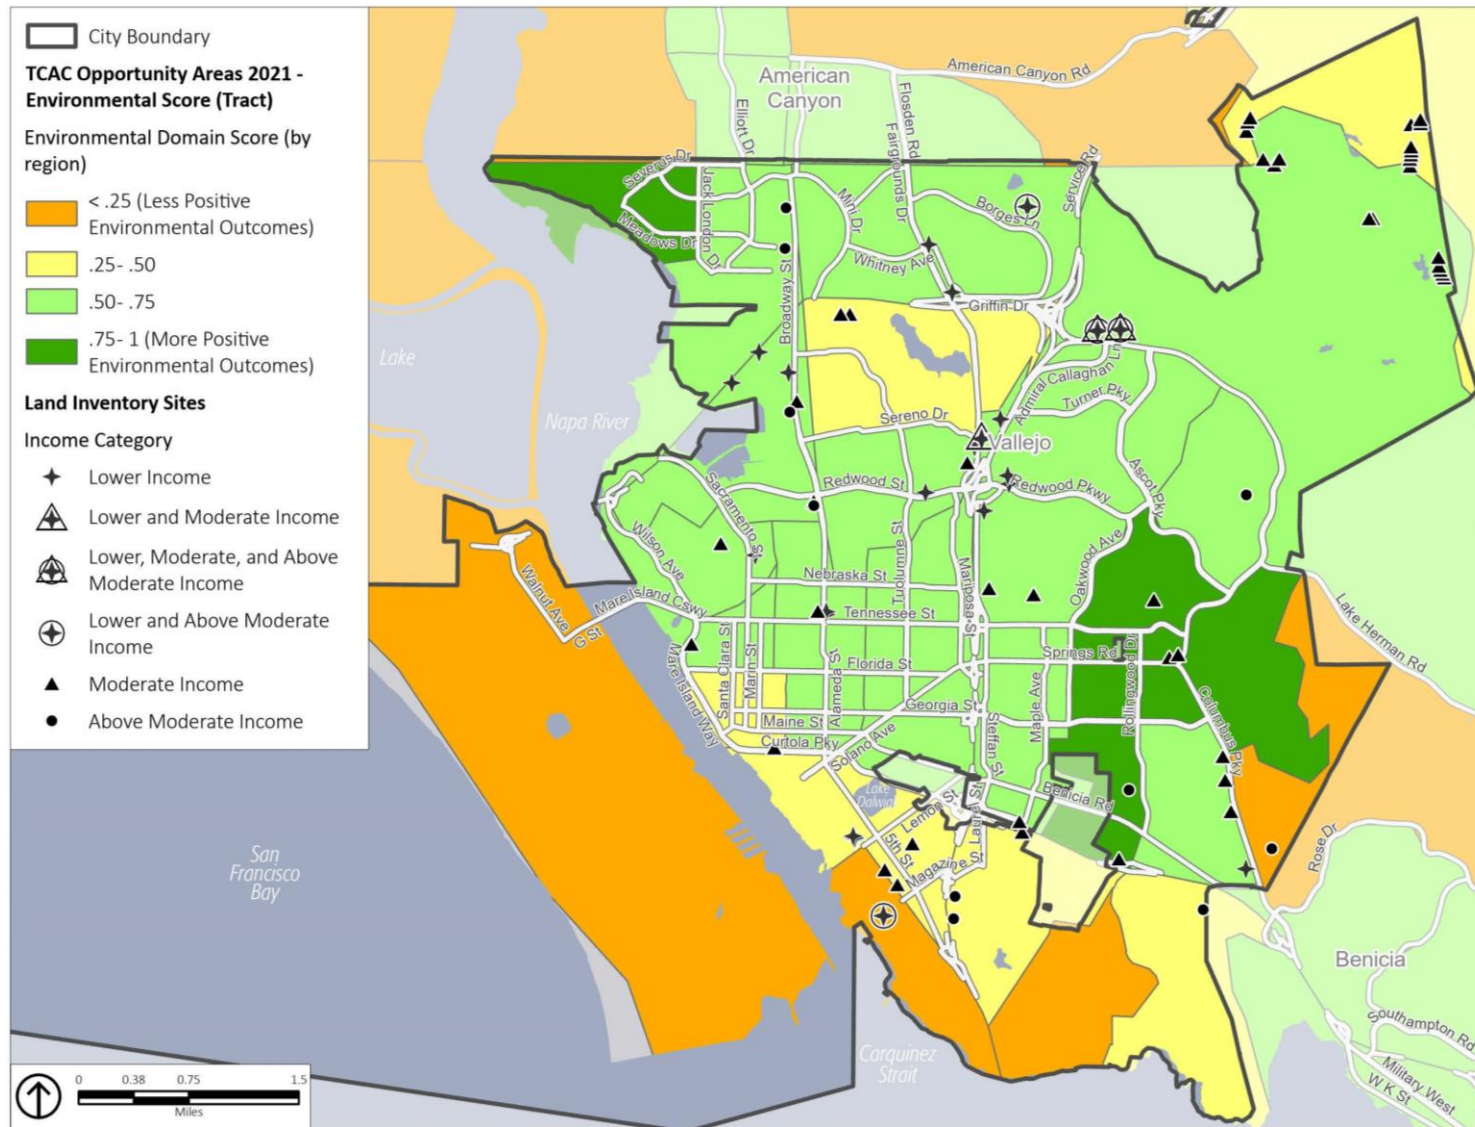 City Boundary
TCAC Opportunity Areas 2021 -
Environmental Score (Tract)
Environmental Domain Score (by
region)
< .25 (Less Positive
Environmental Outcomes)
.25- .50
.50- .75
.75- 1 (More Positive
Environmental Outcomes)
Land Inventory Sites
Income Category
Lower Income
Lower and Moderate Income
Lower, Moderate, and Above
Moderate Income
Lower and Above Moderate
Income
Moderate Income
Above Moderate Income
American
Canyon
American Canyon Rd
Elliott Dr
Flosden Rd
Fairgrounds Dr
Service Rd
Severus Dr
Jack London Dr
Meadows Dr
Mini Dr
Borges Ln
Whitney Ave
Broadway St
Griffin Dr
Lake
Napa River
Admiral Callaghan Ln
Turner Pky
Sereno Dr
Vallejo
Ascot Pky
Redwood St
Redwood Pkwy
Sacramento St
Wilson Ave
Tuolumne St
Mariposa St
Oakwood Ave
Nebraska St
Walnut Ave
G St
Mare Island Cswy
Tennessee St
Lake Herman Rd
Springs Rd
Rollingwood Dr
Florida St
Santa Clara St
Marin St
Alameda St
Mare Island Way
Georgia St
Maine St
Maple Ave
Columbus Pky
Curtola Pky
Solano Ave
Steffan St
Lake
Dalwig
Lemon St
Laurel St
Benicia Rd
Rose Dr
5th St
Magazine St
San
Francisco
Bay
Benicia
Southampton Rd
Carquinez
Strait
Military West
W K St
0 0.38 0.75 1.5
Miles